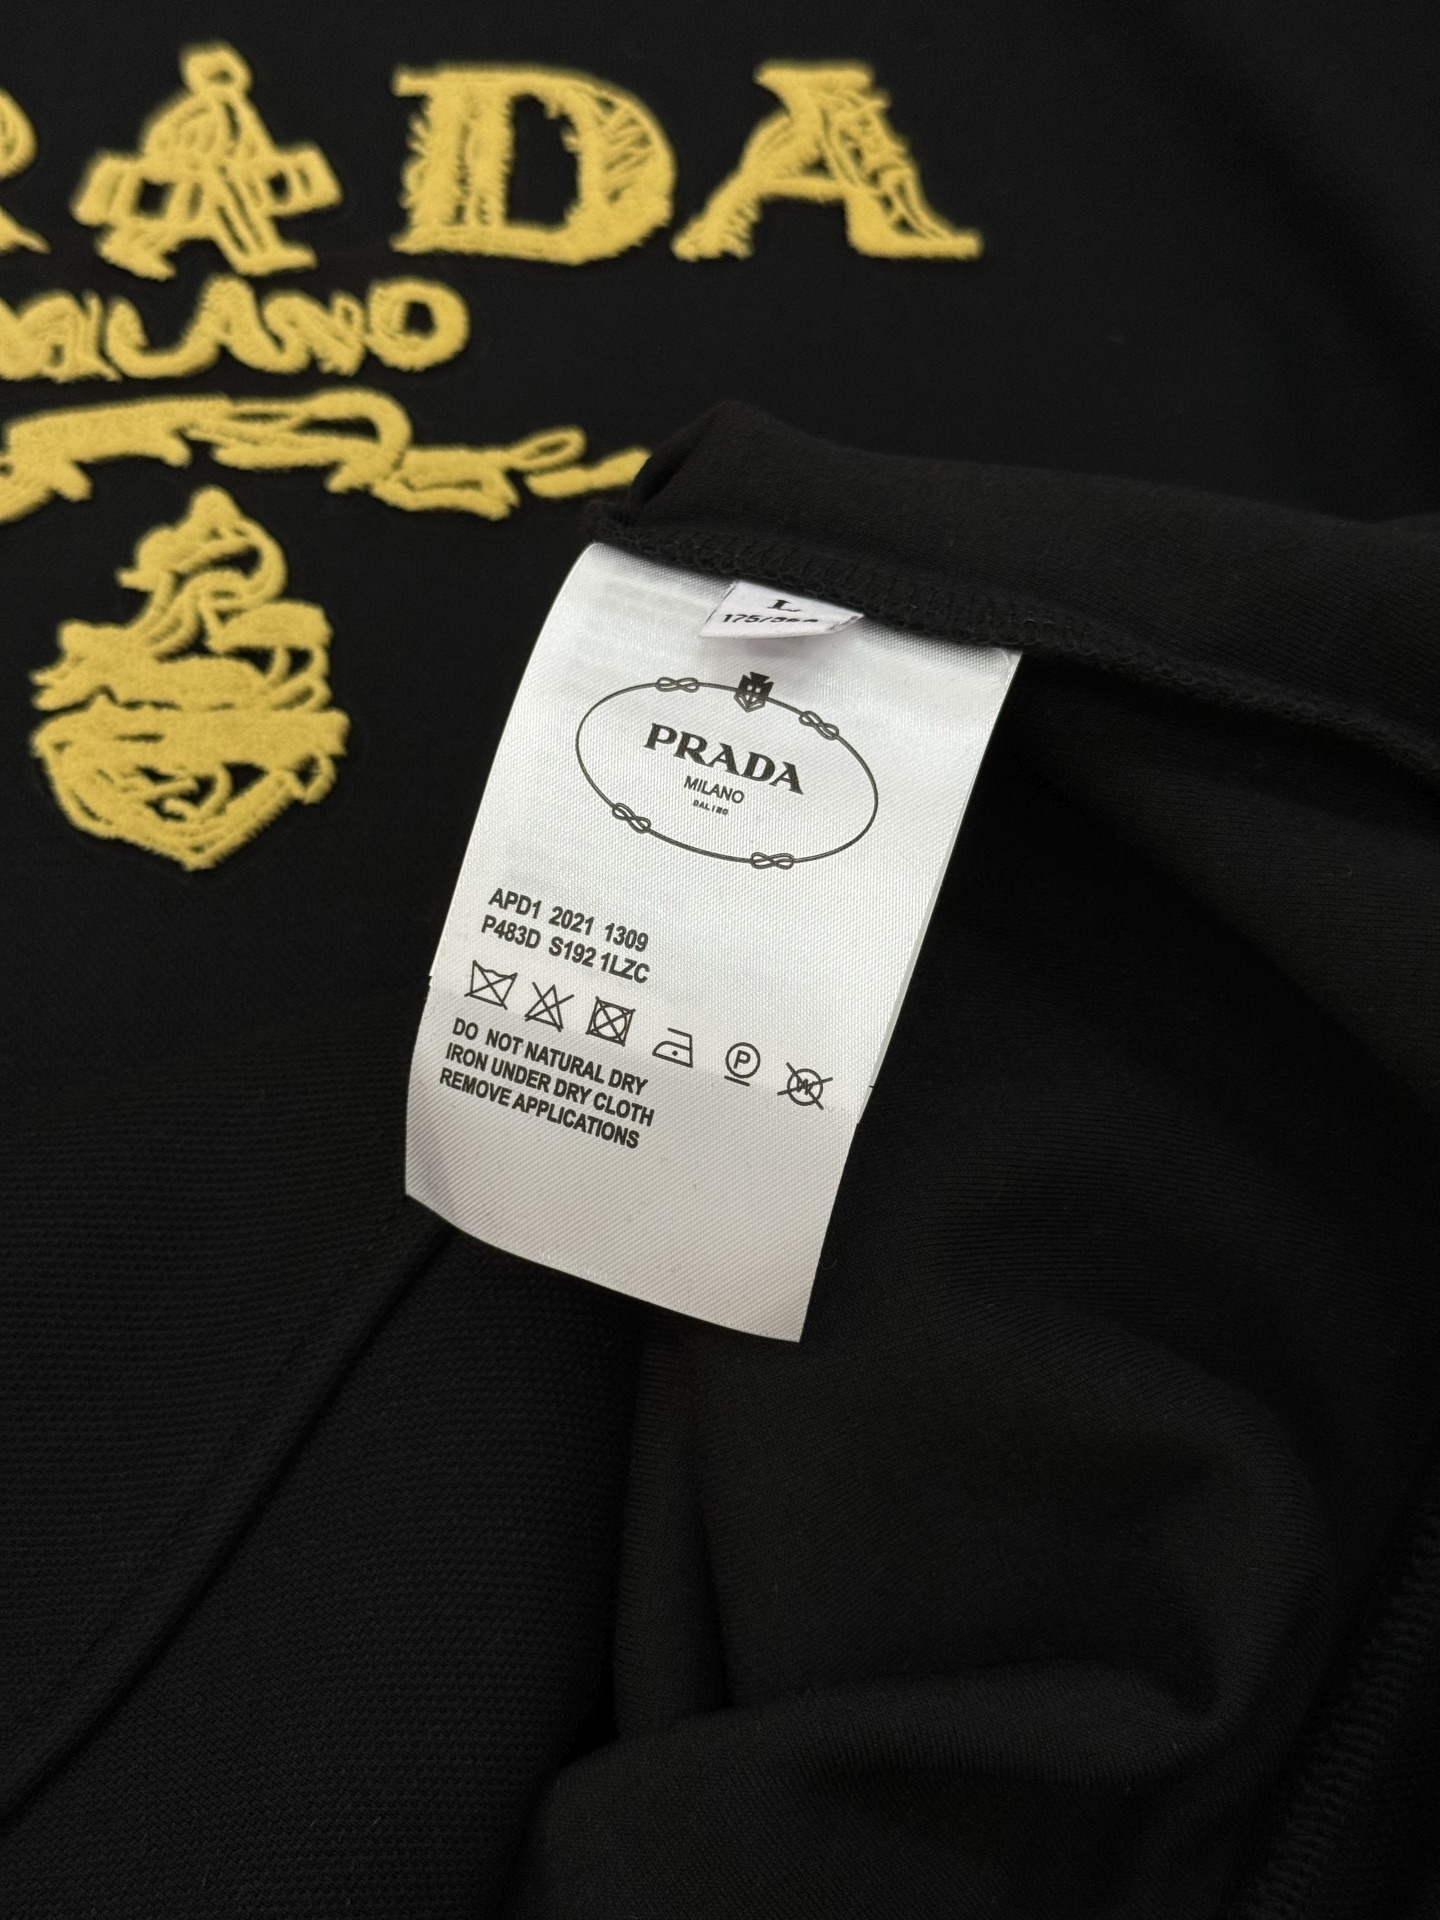 RADA
MILANO
L
PRADA
MILANO
APD1 2021 1309
P483D S192 1LZC
P
W
DO NOT NATURAL DRY
IRON UNDER DRY CLOTH
REMOVE APPLICATIONS